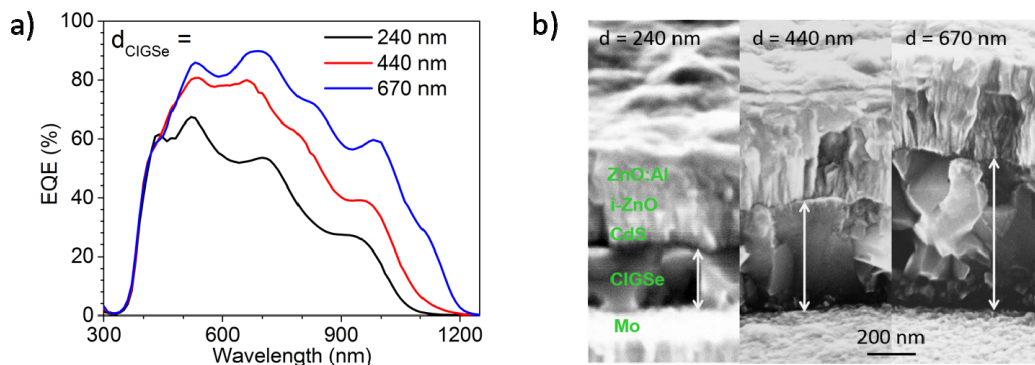 a)
d_CIGSe =
240 nm
440 nm
670 nm
EQE (%)
100
80
60
40
20
0
300
600
900
1200
Wavelength (nm)
b)
d = 240 nm
d = 440 nm
d = 670 nm
ZnO:Al
i-ZnO
CdS
CIGSe
Mo
200 nm